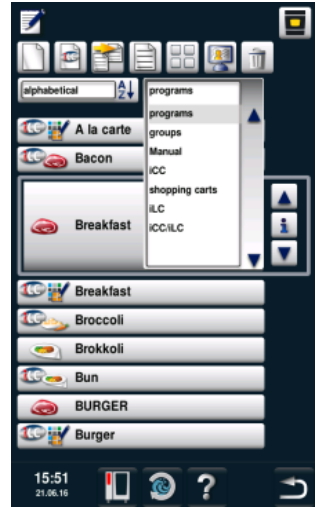 alphabetical
A
Z
programs
programs
groups
Manual
iCC
shopping carts
iLC
iCC/iLC
A la carte
Bacon
Breakfast
Breakfast
Broccoli
Brokkoli
Bun
BURGER
Burger
15:51
21.06.16
?